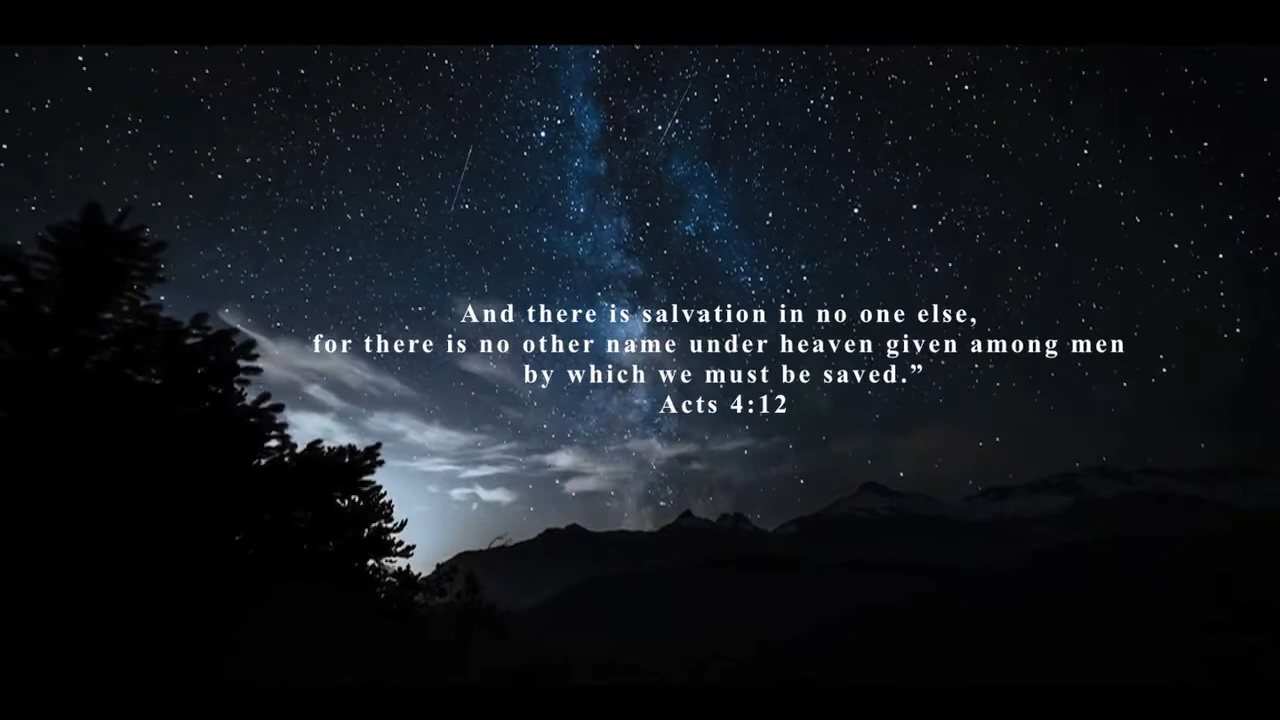 And there is salvation in no one else,
for there is no other name under heaven given among men
by which we must be saved.”
Acts 4:12